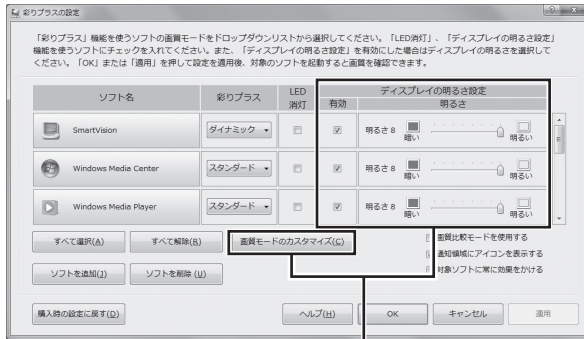 彩りプラスの設定
「彩りプラス」機能を使うソフトの画質モードをドロップダウンリストから選択してください。「LED消灯」、「ディスプレイの明るさ設定」
機能を使うソフトにチェックを入れてください。また、「ディスプレイの明るさ設定」を有効にした場合はディスプレイの明るさを選択して
ください。「OK」または「適用」を押して設定を適用後、対象のソフトを起動すると画質を確認できます。
ソフト名 彩りプラス LED消灯 ディスプレイの明るさ設定
有効 明るさ
SmartVision ダイナミック 明るさ 8 暗い 明るい
Windows Media Center スタンダード 明るさ 8 暗い 明るい
Windows Media Player スタンダード 明るさ 8 暗い 明るい
すべて選択(A) すべて解除(R) 画質モードのカスタマイズ(C) 画質比較モードを使用する
通知領域にアイコンを表示する
ソフトを追加(J) ソフトを削除 (U) 対象ソフトに常に効果をかける
購入時の設定に戻す(D) ヘルプ(H) OK キャンセル 適用